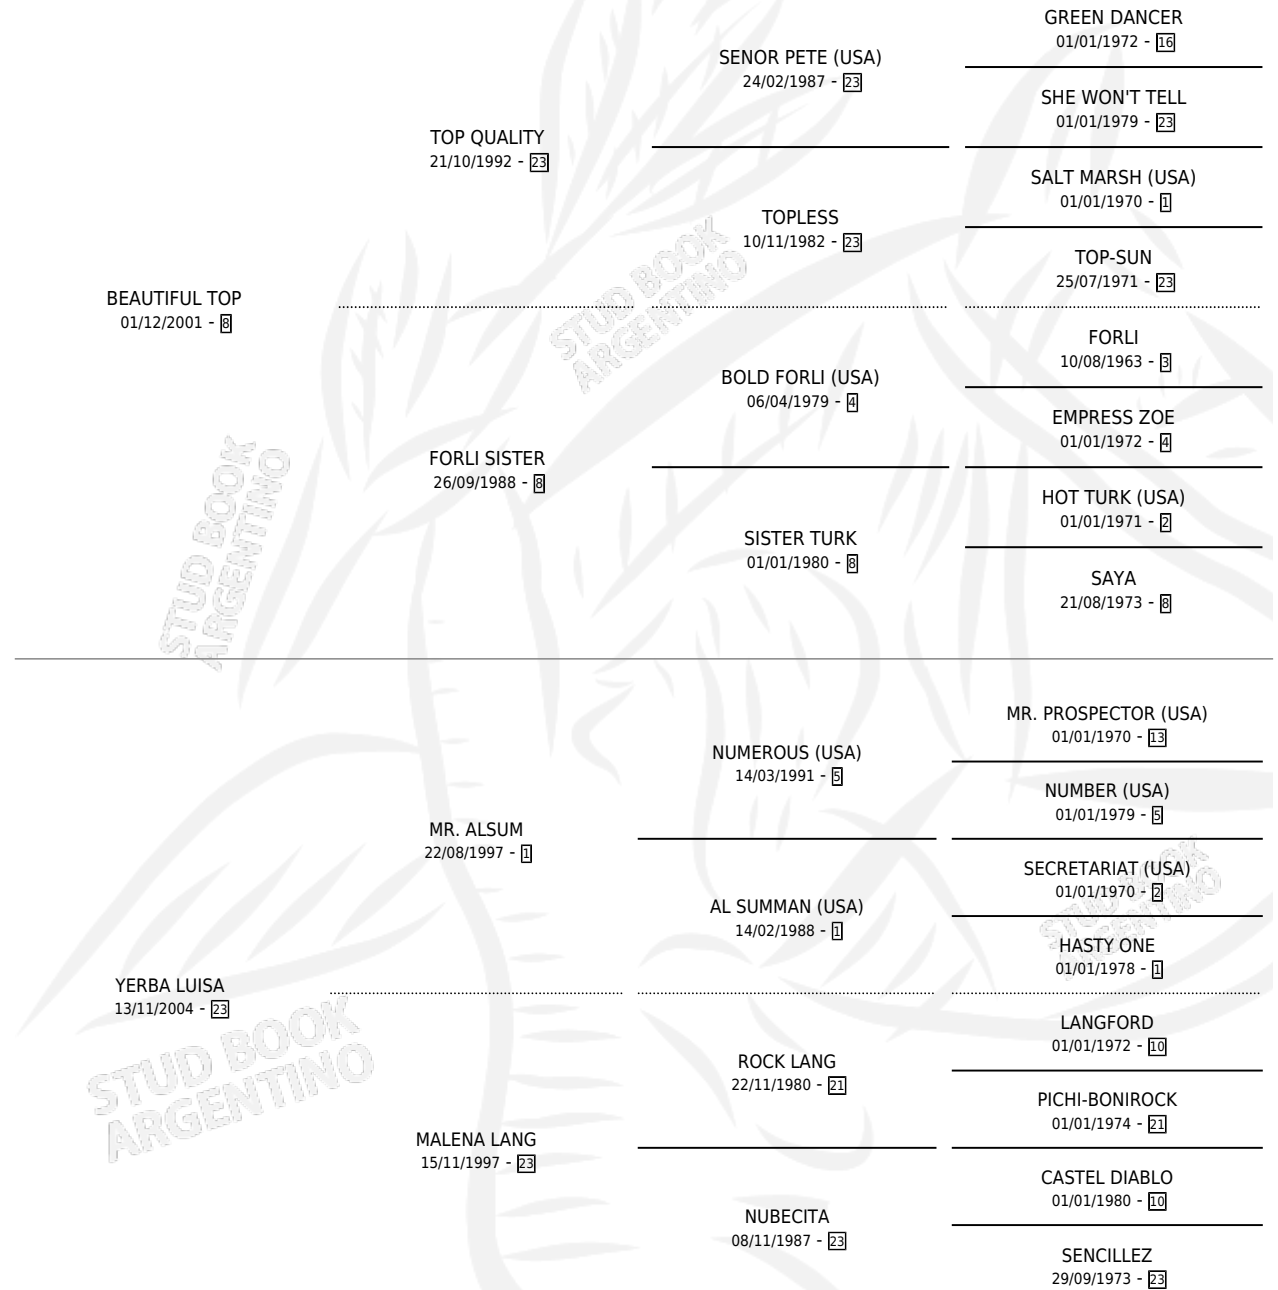 GREEN DANCER
01/01/1972 - 16
SENOR PETE (USA)
24/02/1987 - 23
SHE WON'T TELL
01/01/1979 - 23
TOP QUALITY
21/10/1992 - 23
SALT MARSH (USA)
01/01/1970 - 1
TOPLESS
10/11/1982 - 23
TOP-SUN
25/07/1971 - 23
BEAUTIFUL TOP
01/12/2001 - 8
FORLI
10/08/1963 - 3
BOLD FORLI (USA)
06/04/1979 - 4
EMPRESS ZOE
01/01/1972 - 4
FORLI SISTER
26/09/1988 - 8
HOT TURK (USA)
01/01/1971 - 2
SISTER TURK
01/01/1980 - 8
SAYA
21/08/1973 - 8
STUD BOOK
ARGENTINO
STUD BOOK
ARGENTINO
MR. PROSPECTOR (USA)
01/01/1970 - 13
NUMEROUS (USA)
14/03/1991 - 5
NUMBER (USA)
01/01/1979 - 5
MR. ALSUM
22/08/1997 - 1
SECRETARIAT (USA)
01/01/1970 - 2
AL SUMMAN (USA)
14/02/1988 - 1
HASTY ONE
01/01/1978 - 1
YERBA LUISA
13/11/2004 - 23
LANGFORD
01/01/1972 - 10
ROCK LANG
22/11/1980 - 21
PICHI-BONIROCK
01/01/1974 - 21
MALENA LANG
15/11/1997 - 23
CASTEL DIABLO
01/01/1980 - 10
NUBECITA
08/11/1987 - 23
SENCILLEZ
29/09/1973 - 23
STUD BOOK
ARGENTINO
STUD BOOK
ARGENTINO